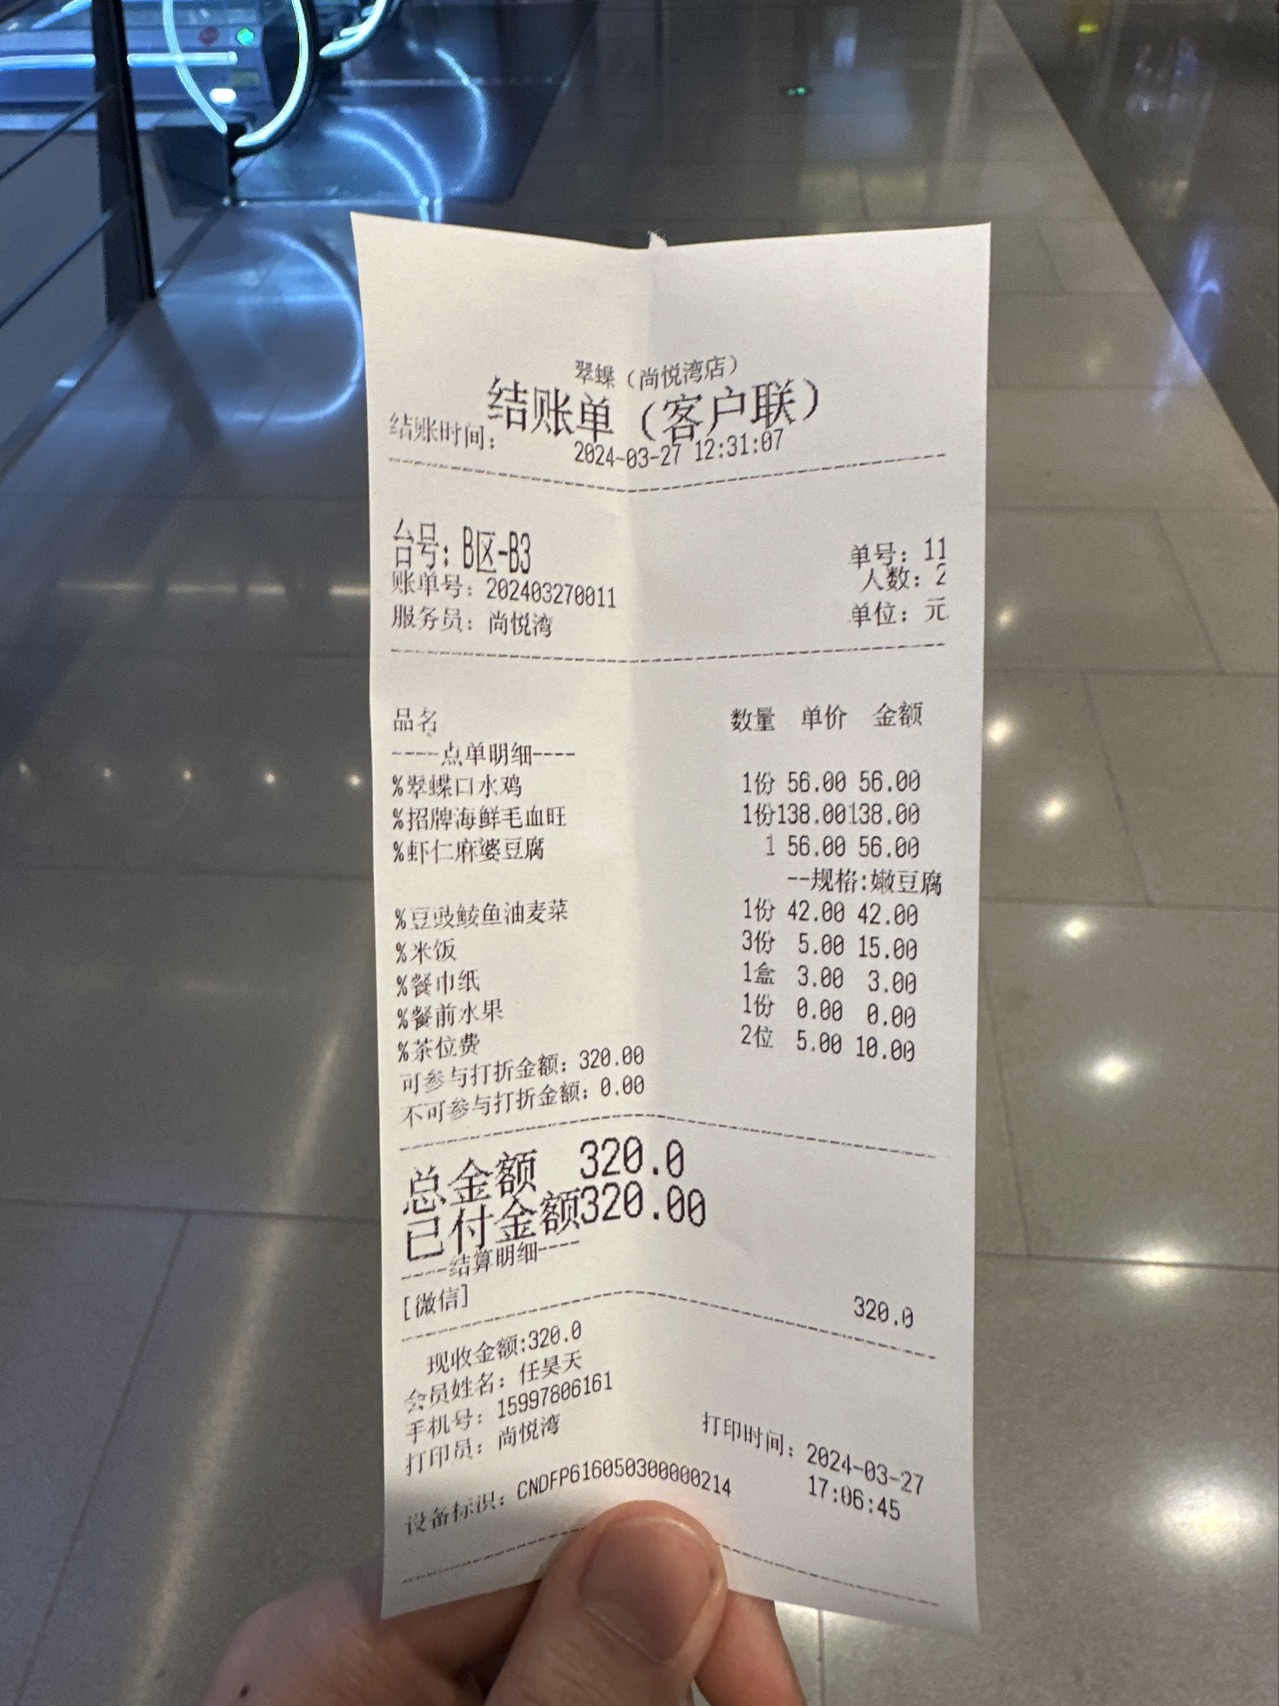 翠蝶（尚悦湾店）
结账单（客户联）
结账时间： 2024-03-27 12:31:07
台号：B区-B3 单号：11
账单号：202403270011 人数：2
服务员：尚悦湾 单位：元
品名 数量 单价 金额
----点单明细----
%翠蝶口水鸡 1份 56.00 56.00
%招牌海鲜毛血旺 1份138.00138.00
%虾仁麻婆豆腐 1 56.00 56.00
--规格:嫩豆腐
%豆豉鲮鱼油麦菜 1份 42.00 42.00
%米饭 3份 5.00 15.00
%餐巾纸 1盒 3.00 3.00
%餐前水果 1份 0.00 0.00
%茶位费 2位 5.00 10.00
可参与打折金额：320.00
不可参与打折金额：0.00
总金额 320.0
已付金额320.00
----结算明细----
[微信] 320.0
现收金额:320.0
会员姓名：任昊天
手机号：15997806161
打印员：尚悦湾 打印时间：2024-03-27
17:06:45
设备标识：CNDFP616050300000214